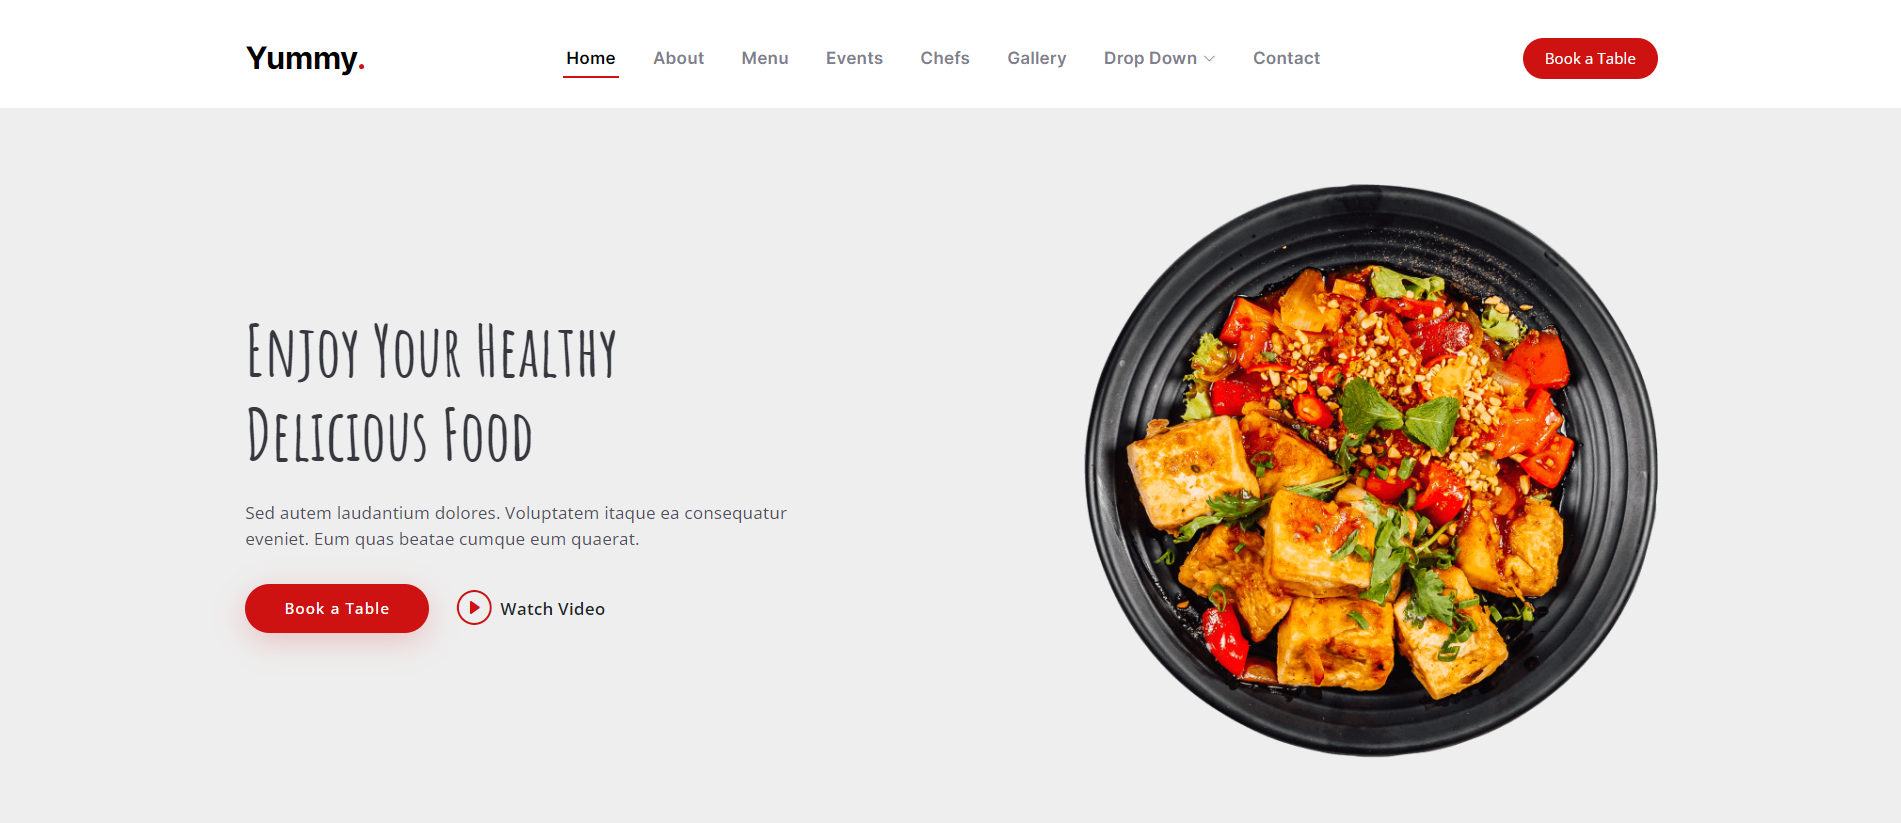 Yummy.
Home About Menu Events Chefs Gallery Drop Down Contact
Book a Table
Enjoy Your Healthy
Delicious Food
Sed autem laudantium dolores. Voluptatem itaque ea consequatur
eveniet. Eum quas beatae cumque eum quaerat.
Book a Table
Watch Video